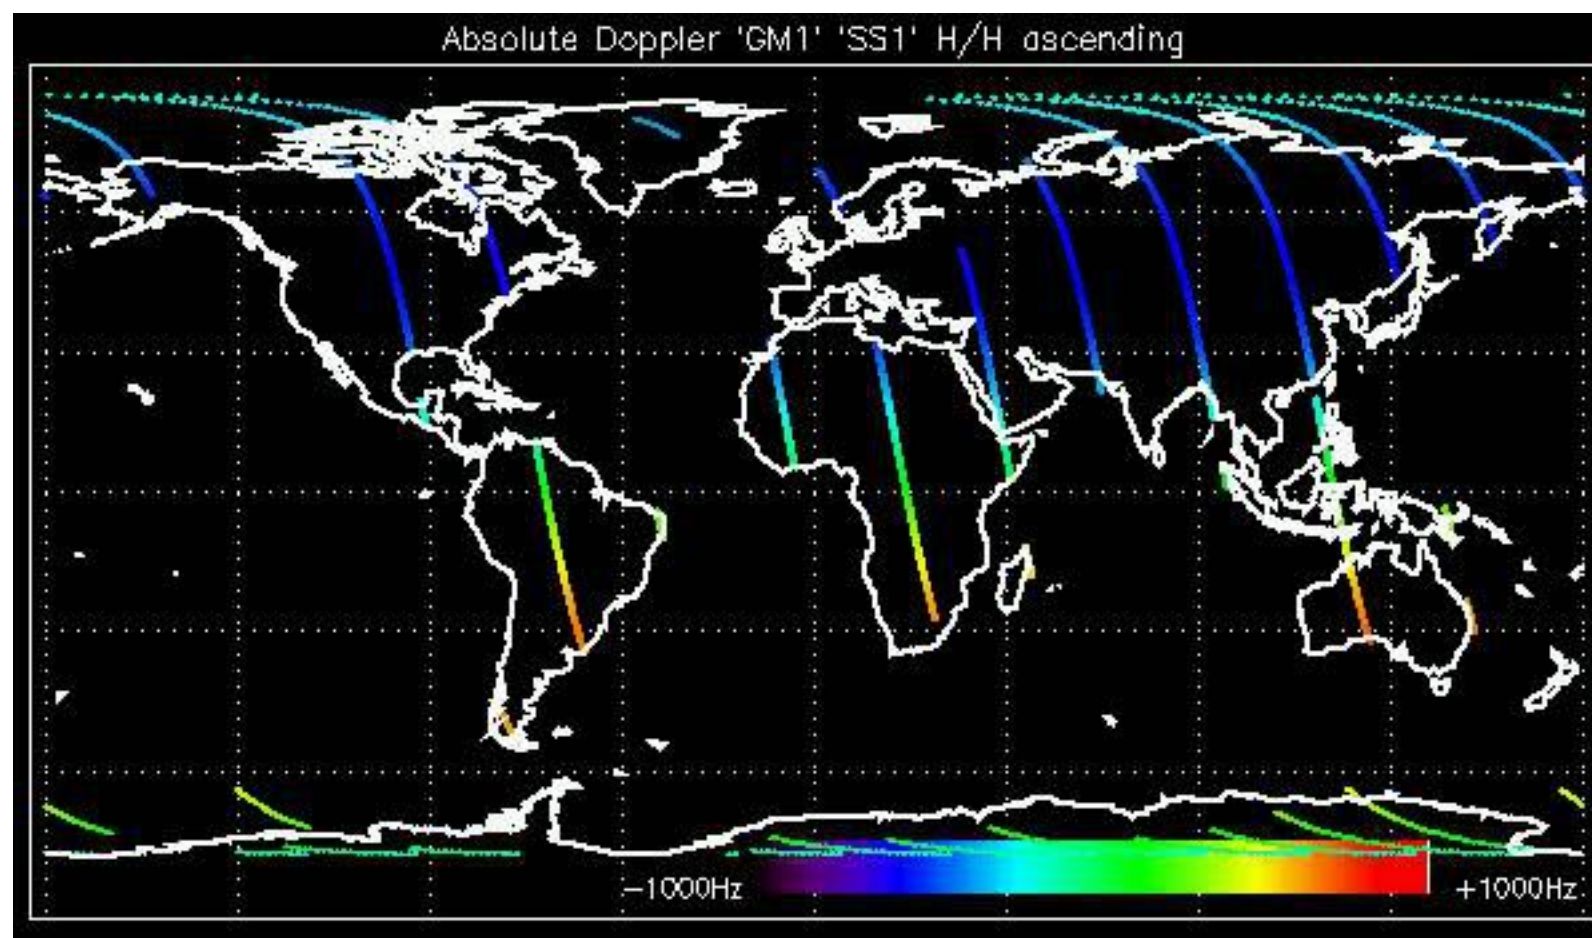 Absolute Doppler 'GM1' 'SS1' H/H ascending
-1000Hz
+1000Hz